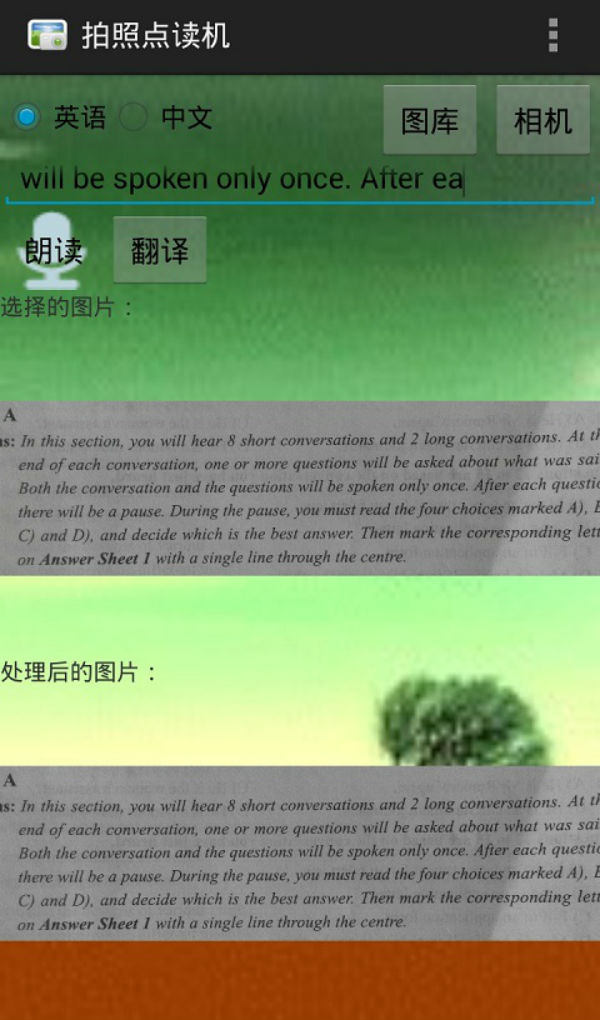 拍照点读机
英语 中文 图库 相机
will be spoken only once. After ea
朗读 翻译
选择的图片：
A
ns: In this section, you will hear 8 short conversations and 2 long conversations. At th
end of each conversation, one or more questions will be asked about what was sai
Both the conversation and the questions will be spoken only once. After each questio
there will be a pause. During the pause, you must read the four choices marked A), B
C) and D), and decide which is the best answer. Then mark the corresponding lett
on Answer Sheet 1 with a single line through the centre.
处理后的图片：
A
ns: In this section, you will hear 8 short conversations and 2 long conversations. At th
end of each conversation, one or more questions will be asked about what was sai
Both the conversation and the questions will be spoken only once. After each questio
there will be a pause. During the pause, you must read the four choices marked A), B
C) and D), and decide which is the best answer. Then mark the corresponding lett
on Answer Sheet 1 with a single line through the centre.